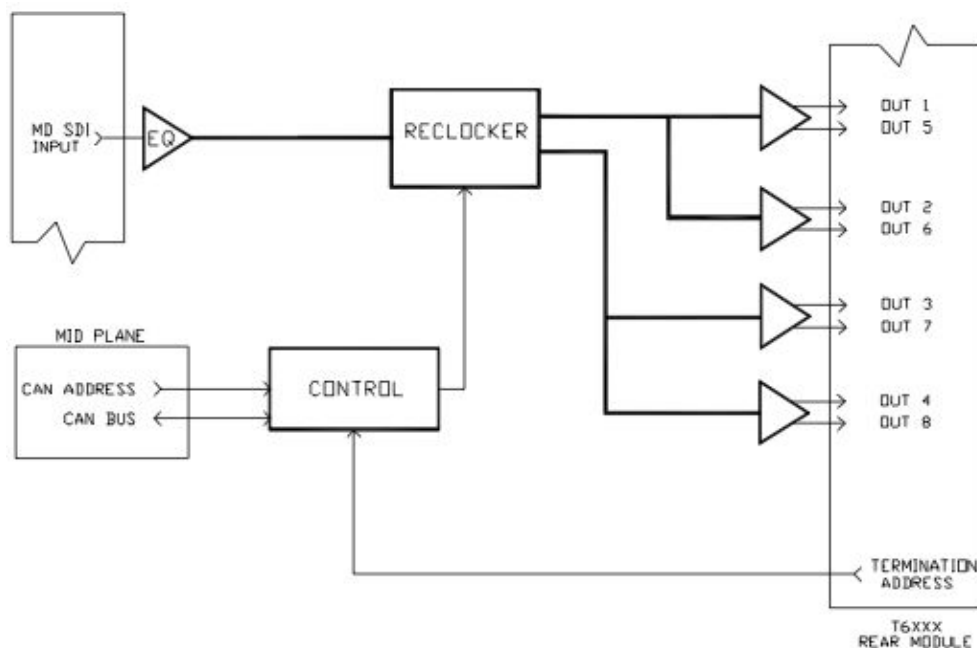 MD SDI
INPUT
EQ
RECLOCKER
OUT 1
OUT 5
OUT 2
OUT 6
OUT 3
OUT 7
OUT 4
OUT 8
MID PLANE
CAN ADDRESS
CAN BUS
CONTROL
TERMINATION
ADDRESS
T6XXX
REAR MODULE